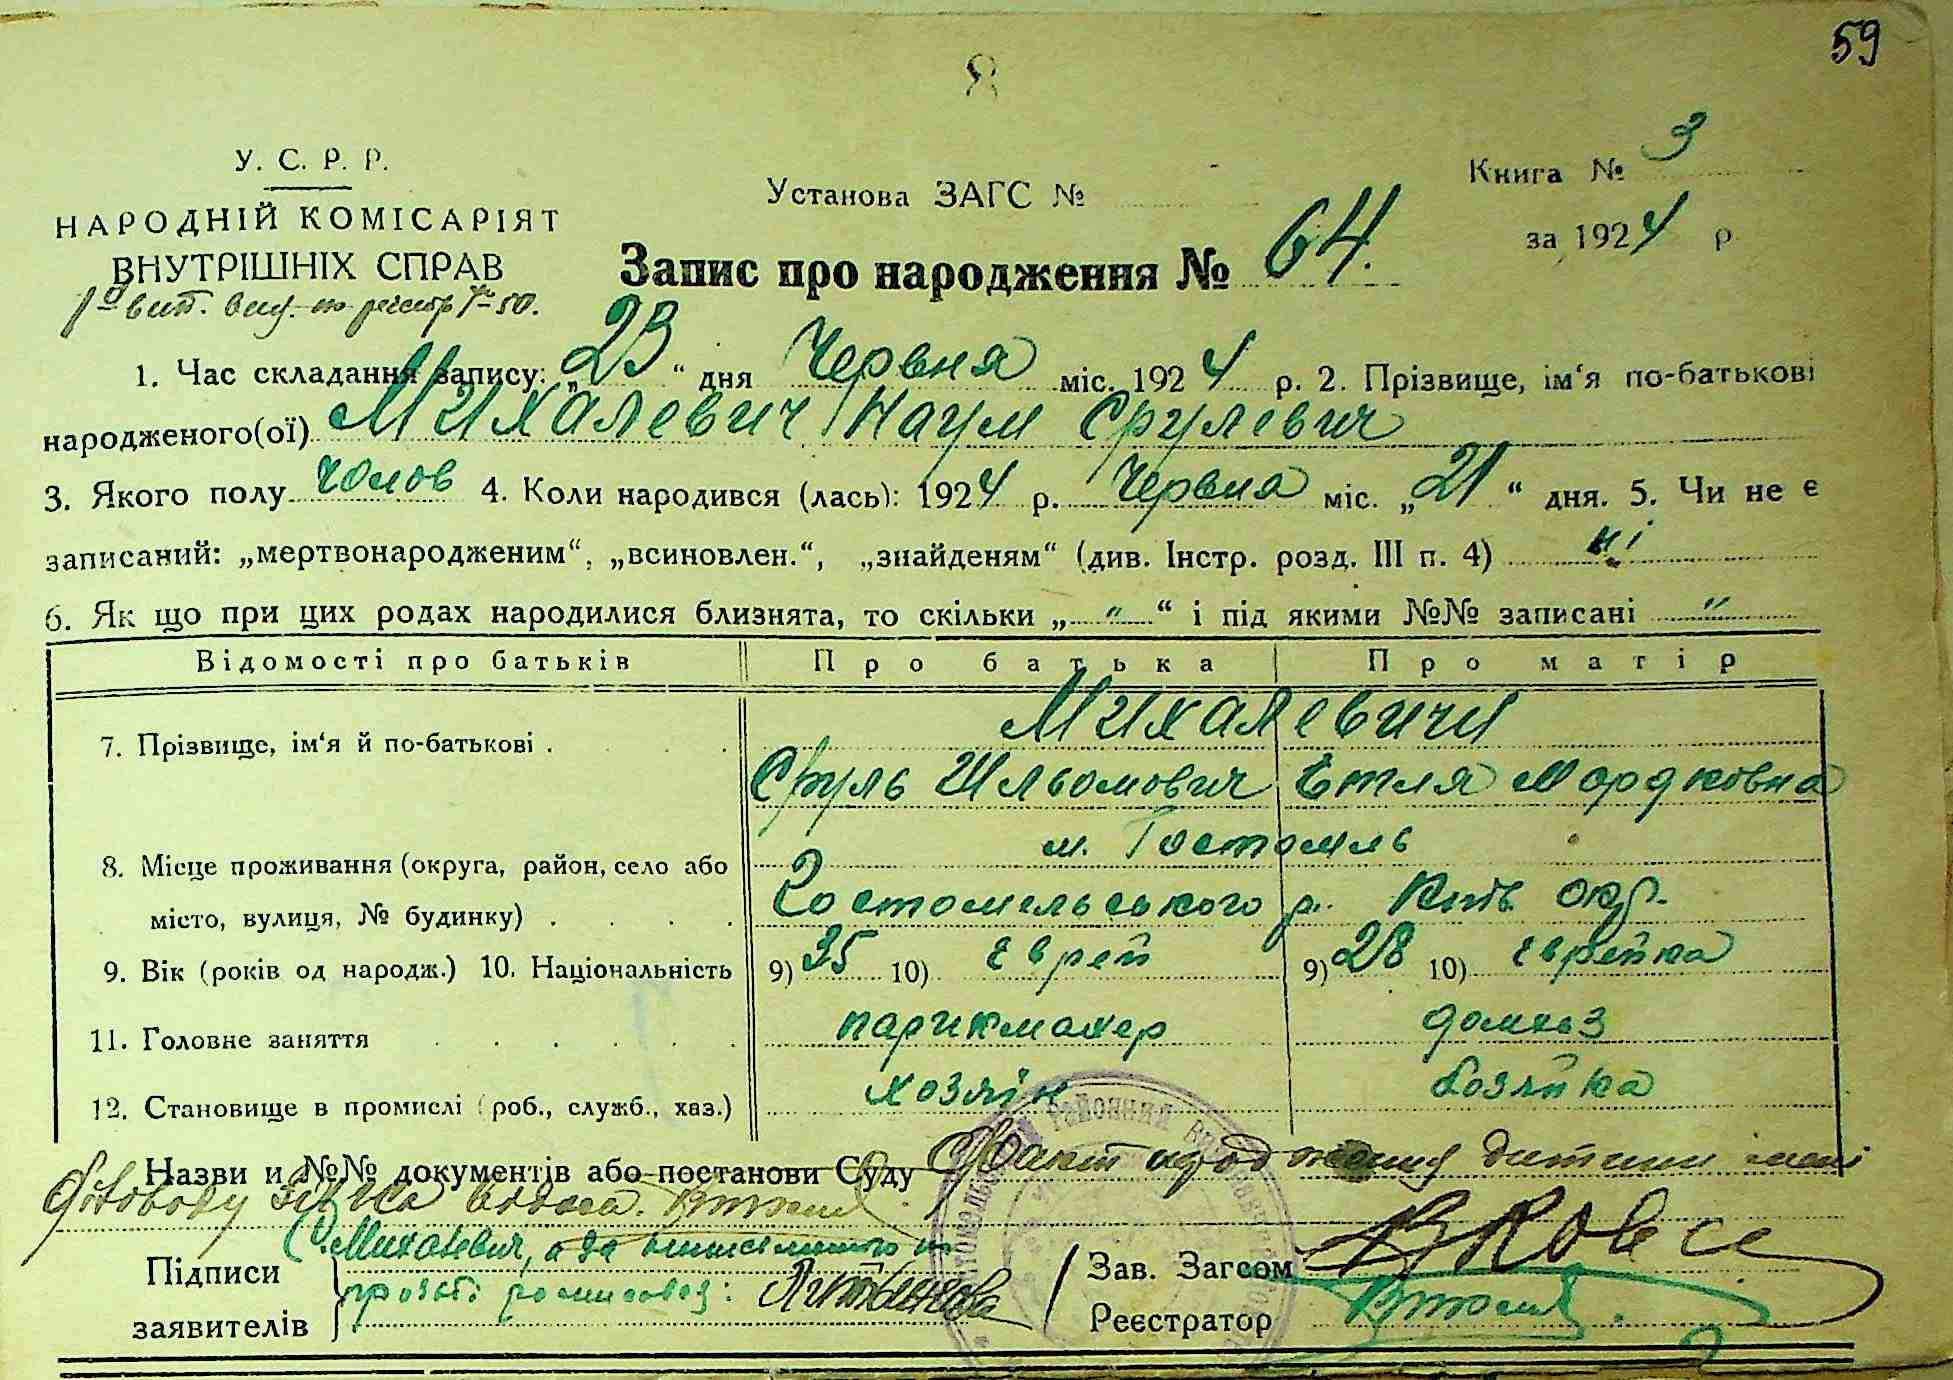 59
У. С. Р. Р.
НАРОДНІЙ КОМІСАРІЯТ
ВНУТРІШНІХ СПРАВ
Установа ЗАГС №
Книга № 3
за 1924 р
Запис про народження № 64.
1. Час складання запису: „23“ дня Червня міс. 1924 р. 2. Прізвище, ім‘я по-батькові
народженого(ої) Михалевич Наум Срулевич
3. Якого полу чолов 4. Коли народився (лась): 1924 р. Червня міс. „21“ дня. 5. Чи не є
записаний: „мертвонародженим“, „всиновлен.“, „знайденям“ (див. Інстр. розд. III п. 4) ні
6. Як що при цих родах народилися близнята, то скільки „ " “ і під якими №№ записані "
Відомості про батьків Про батька Про матір
7. Прізвище, ім‘я й по-батькові . Михалевичи
Сруль Шльомович Етля Мордковна
8. Місце проживання (округа, район, село або м. Гостомль
місто, вулиця, № будинку) Гостомельського р. Київ окр.
9. Вік (років од народж.) 10. Національність 9) 35 10) Еврей 9) 28 10) Еврейка
11. Головне заняття парикмахер домхоз
12. Становище в промислі (роб., служб., хаз.) хозяїн хозяйка
Назви и №№ документів або постанови Суду Факт народження дитини
Підписи С. Михалевич, а за
заявителів
Зав. Загсом
Реєстратор